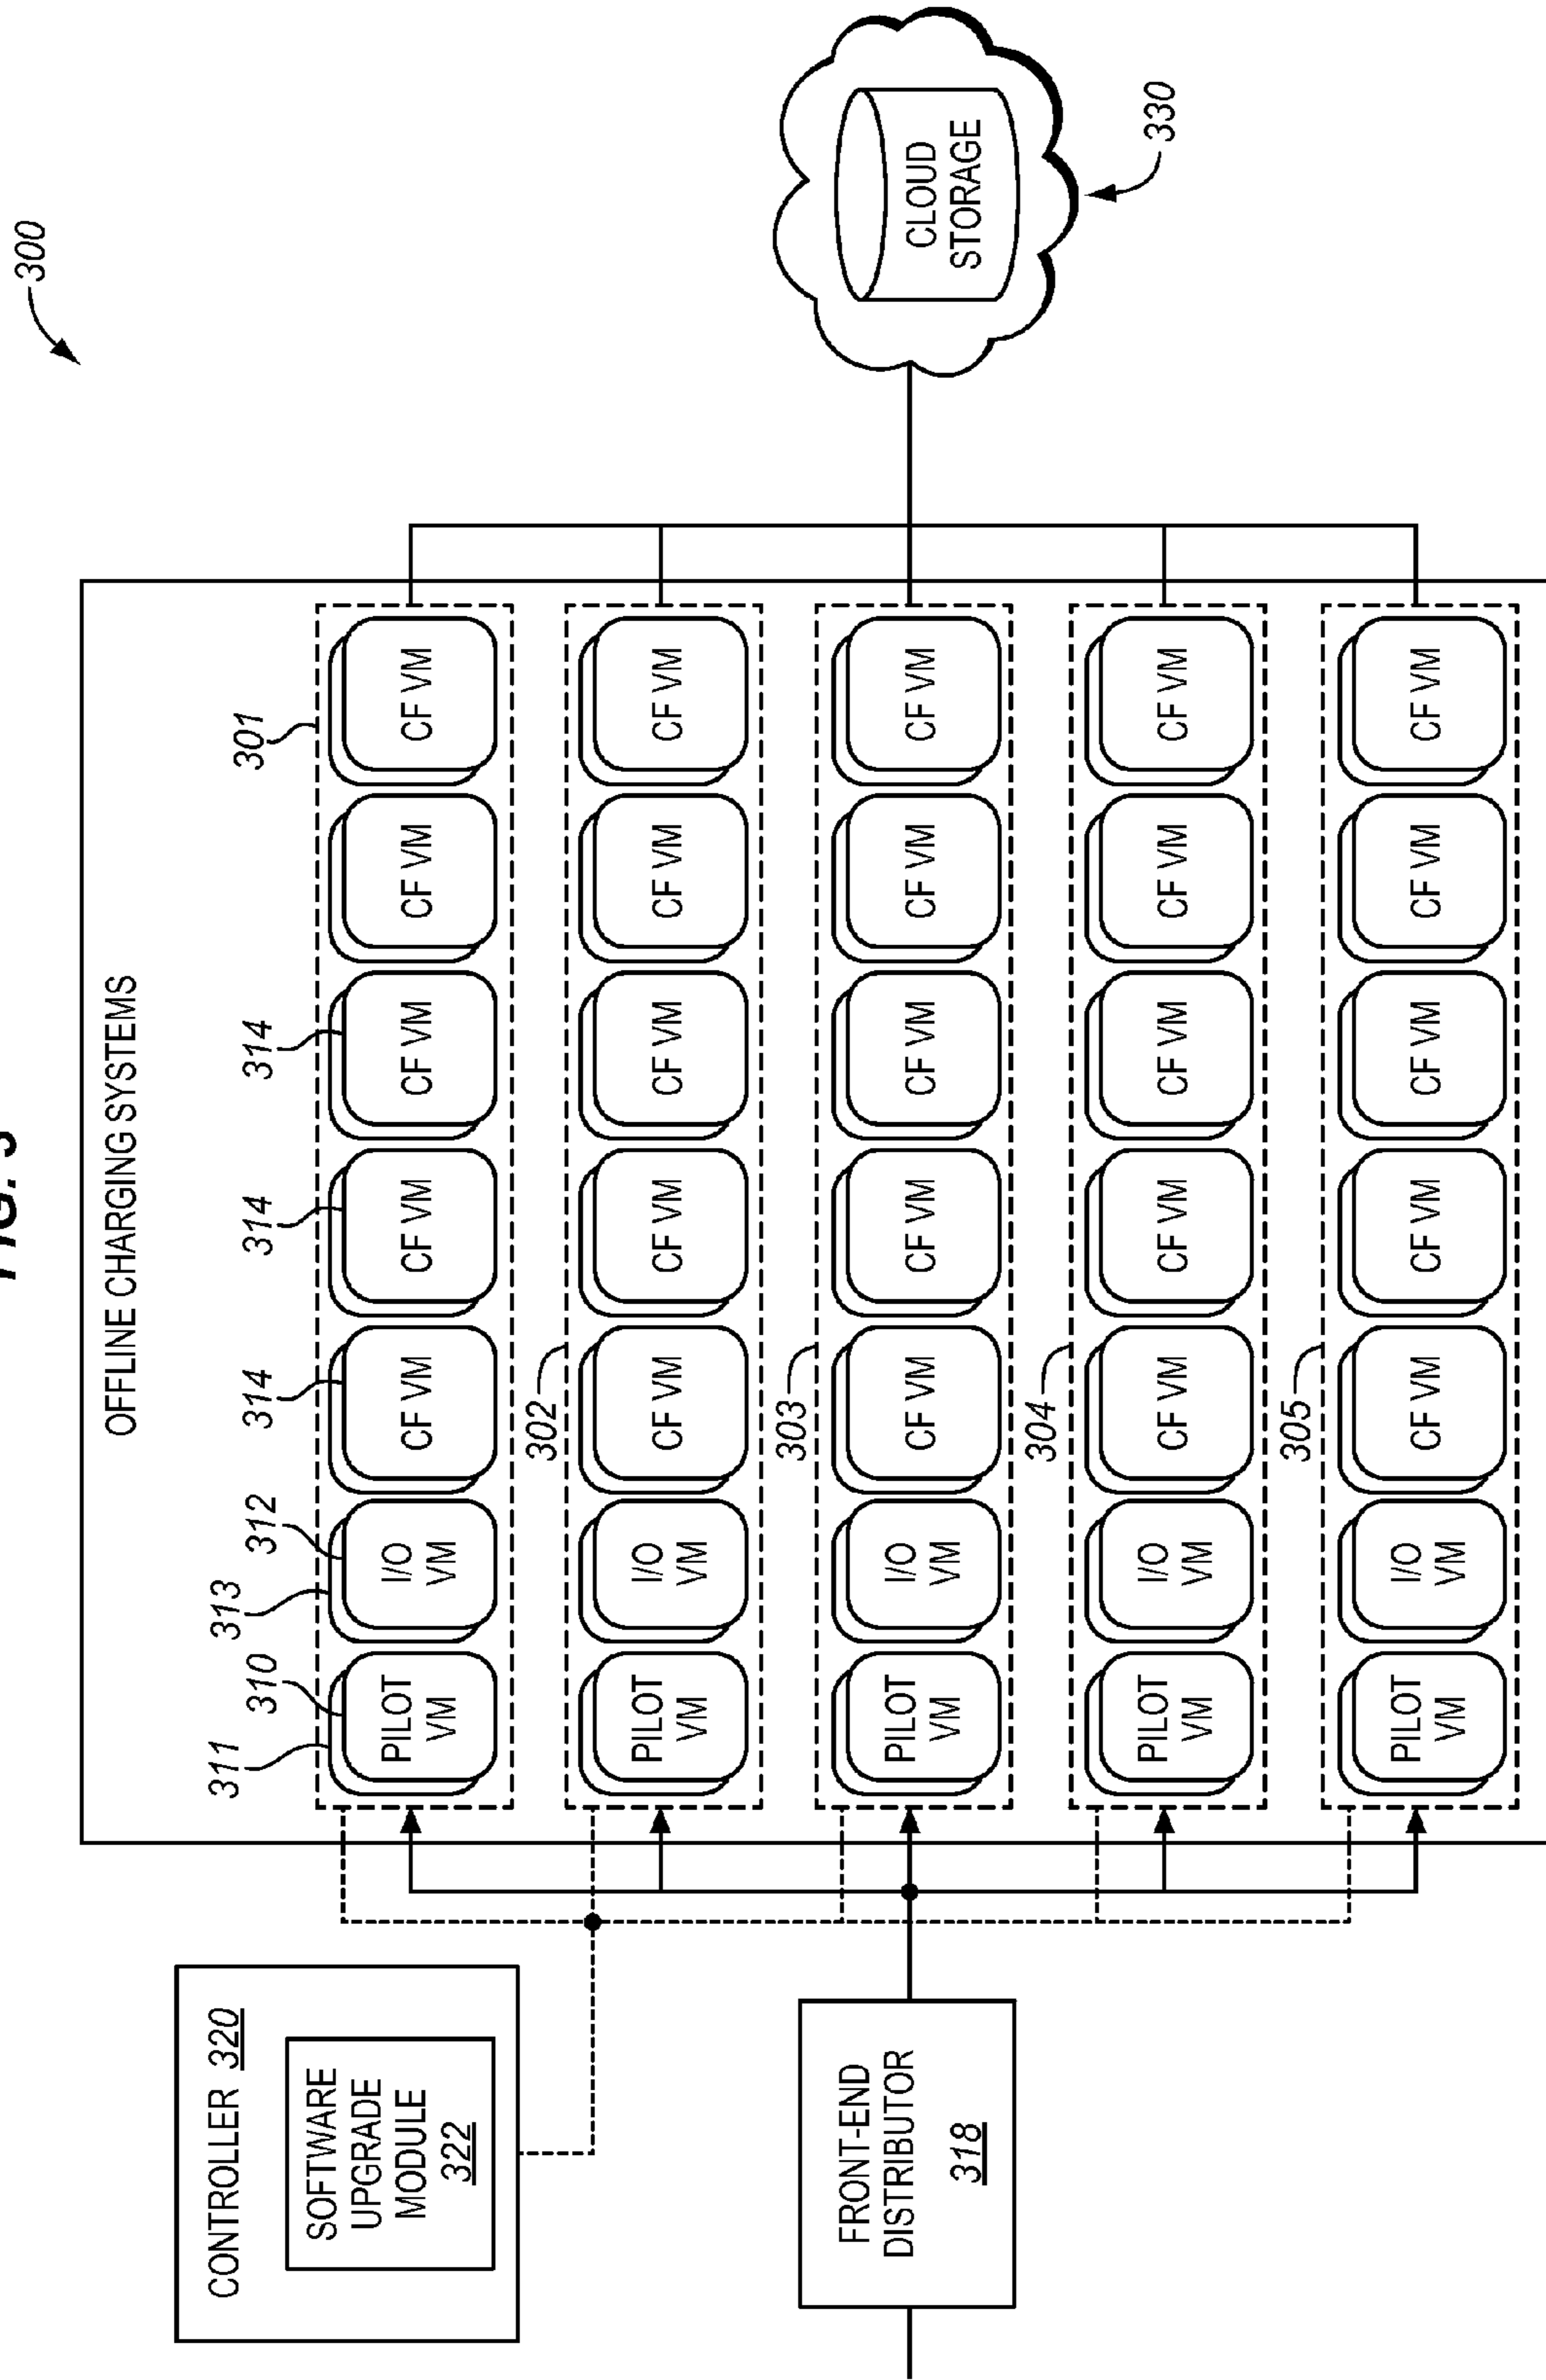 FIG. 3
300
OFFLINE CHARGING SYSTEMS
CONTROLLER 320
SOFTWARE
UPGRADE
MODULE
322
FRONT-END
DISTRIBUTOR
318
311
310
313
312
314
314
314
301
PILOT
VM
I/O
VM
CF VM
CF VM
CF VM
CF VM
CF VM
302
PILOT
VM
I/O
VM
CF VM
CF VM
CF VM
CF VM
CF VM
303
PILOT
VM
I/O
VM
CF VM
CF VM
CF VM
CF VM
CF VM
304
PILOT
VM
I/O
VM
CF VM
CF VM
CF VM
CF VM
CF VM
305
PILOT
VM
I/O
VM
CF VM
CF VM
CF VM
CF VM
CF VM
CLOUD
STORAGE
330